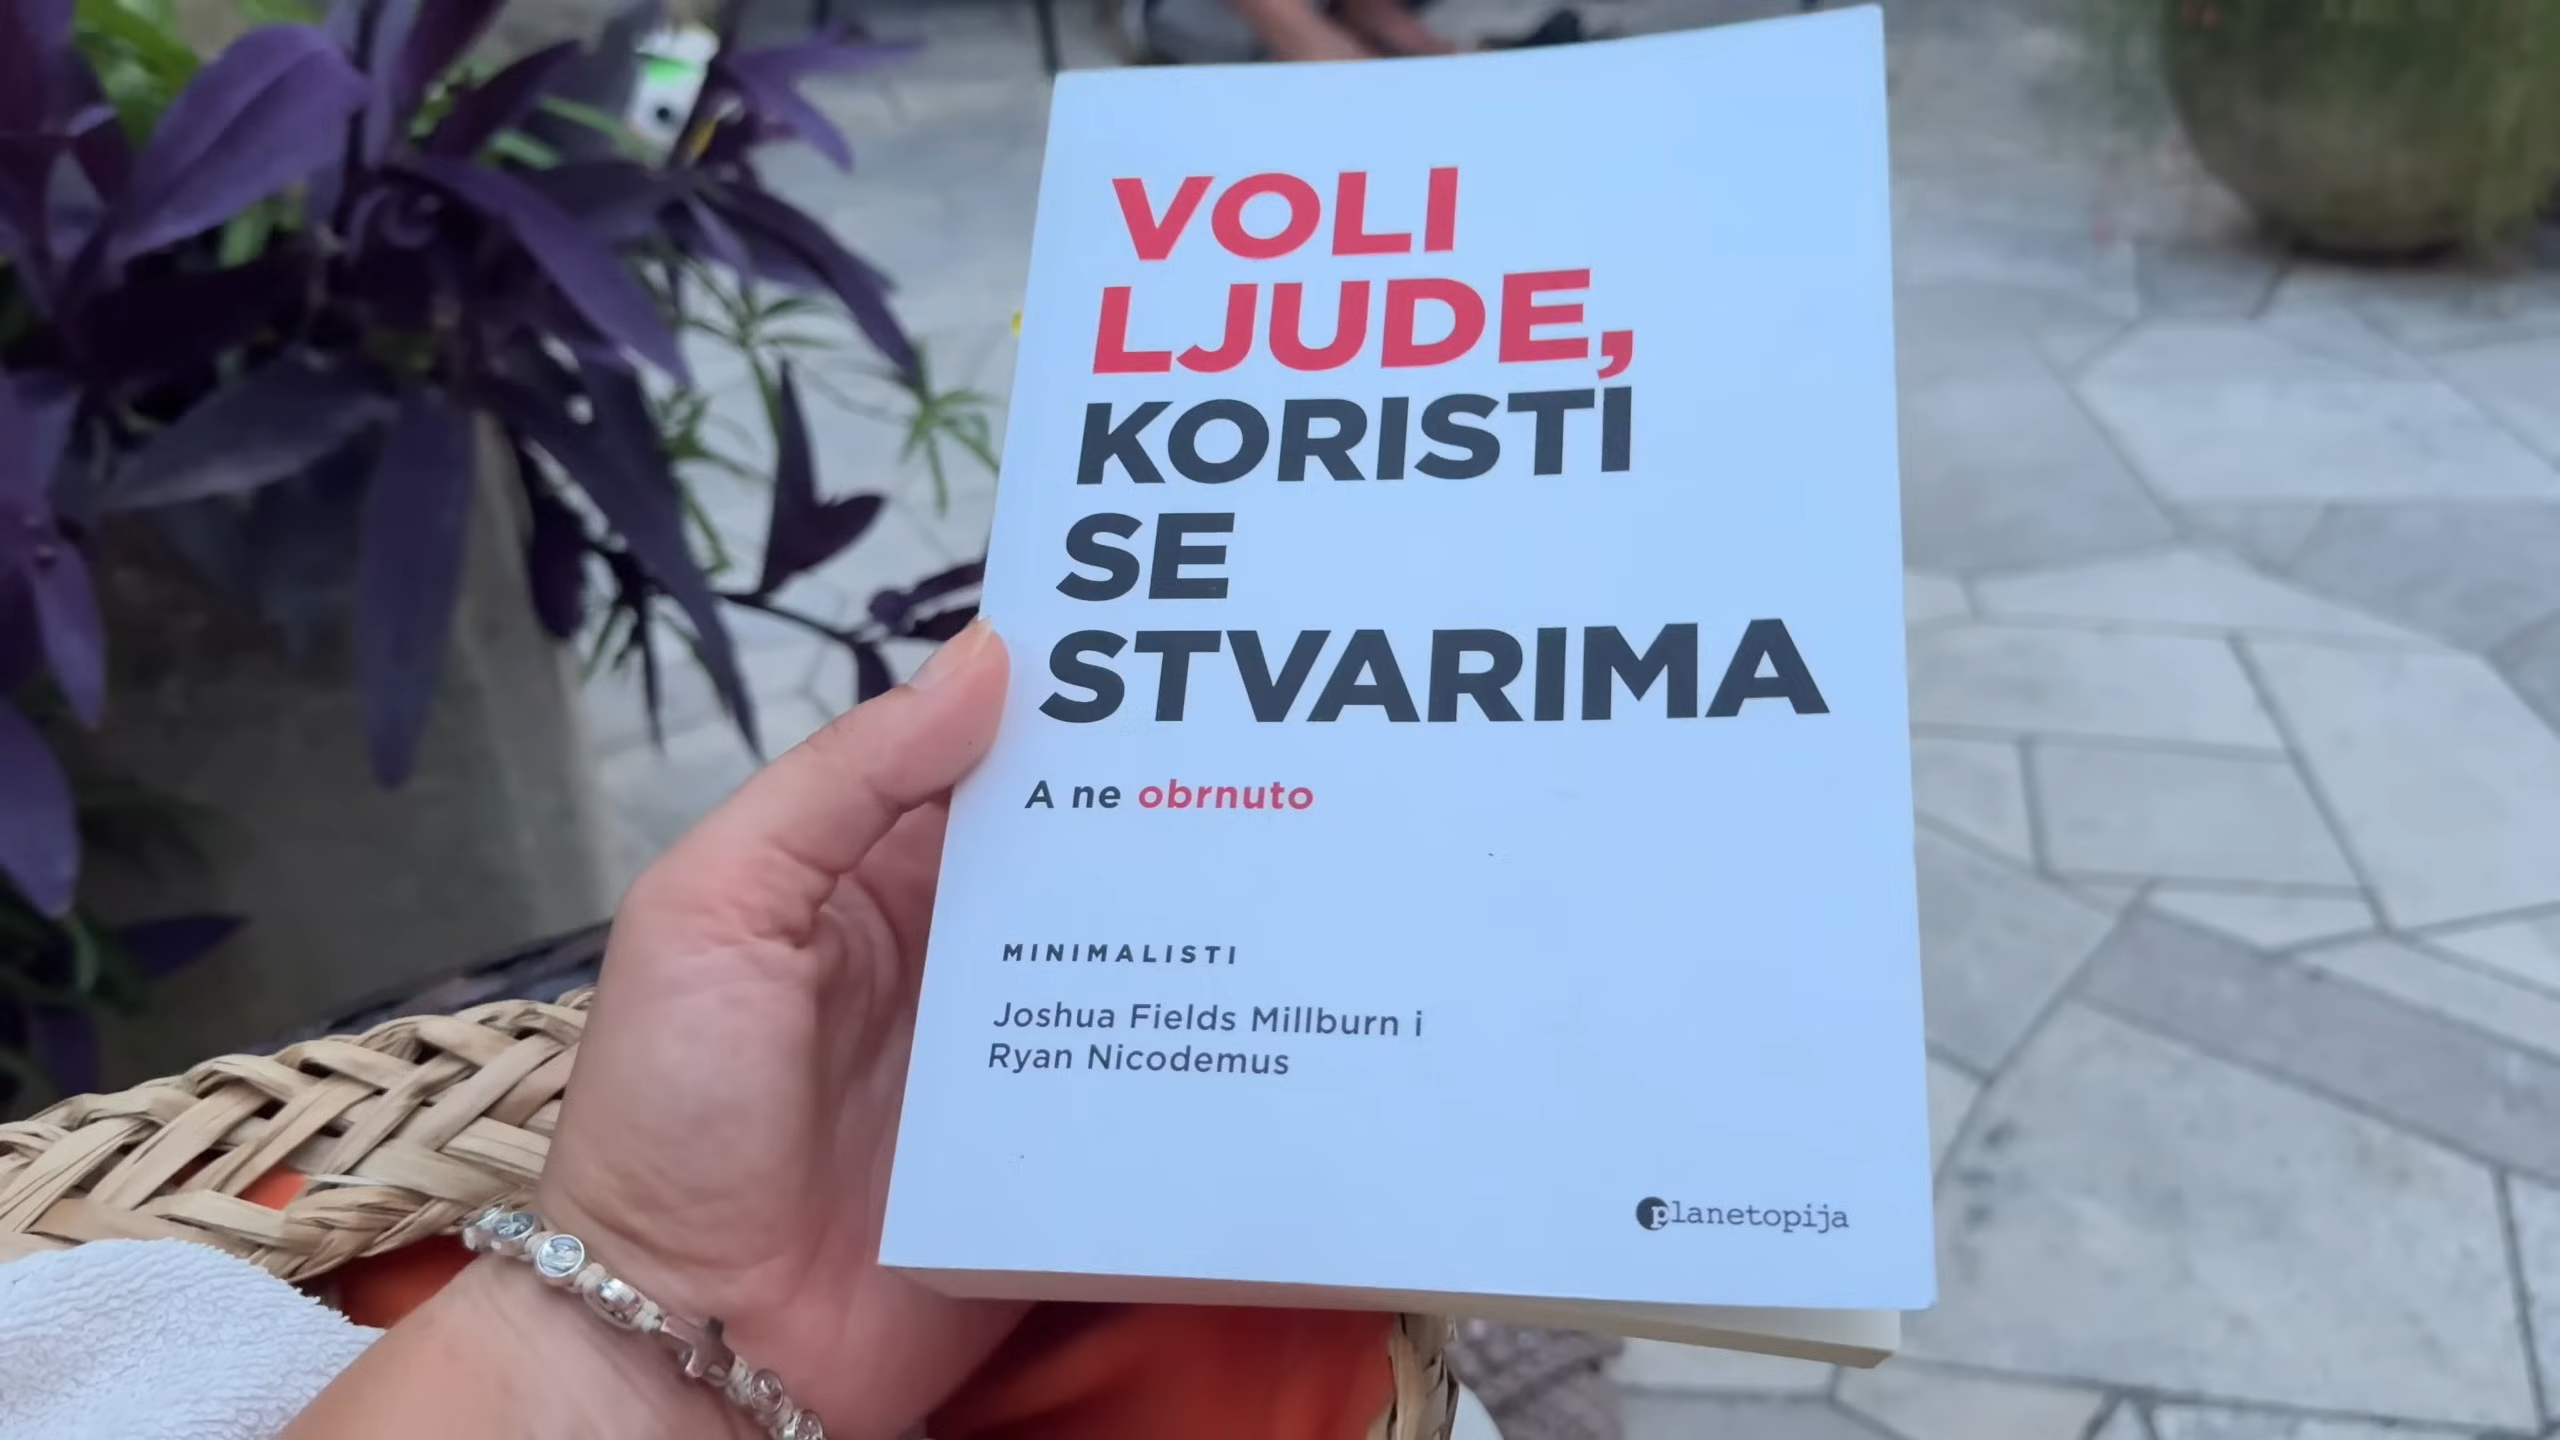 VOLI
LJUDE,
KORISTI
SE
STVARIMA
A ne obrnuto
MINIMALISTI
Joshua Fields Millburn i
Ryan Nicodemus
planetopija